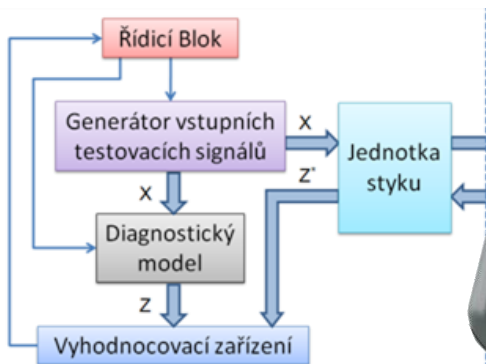 Řídicí Blok
Generátor vstupních
testovacích signálů
X
Jednotka
styku
Z*
X
Diagnostický
model
Z
Vyhodnocovací zařízení